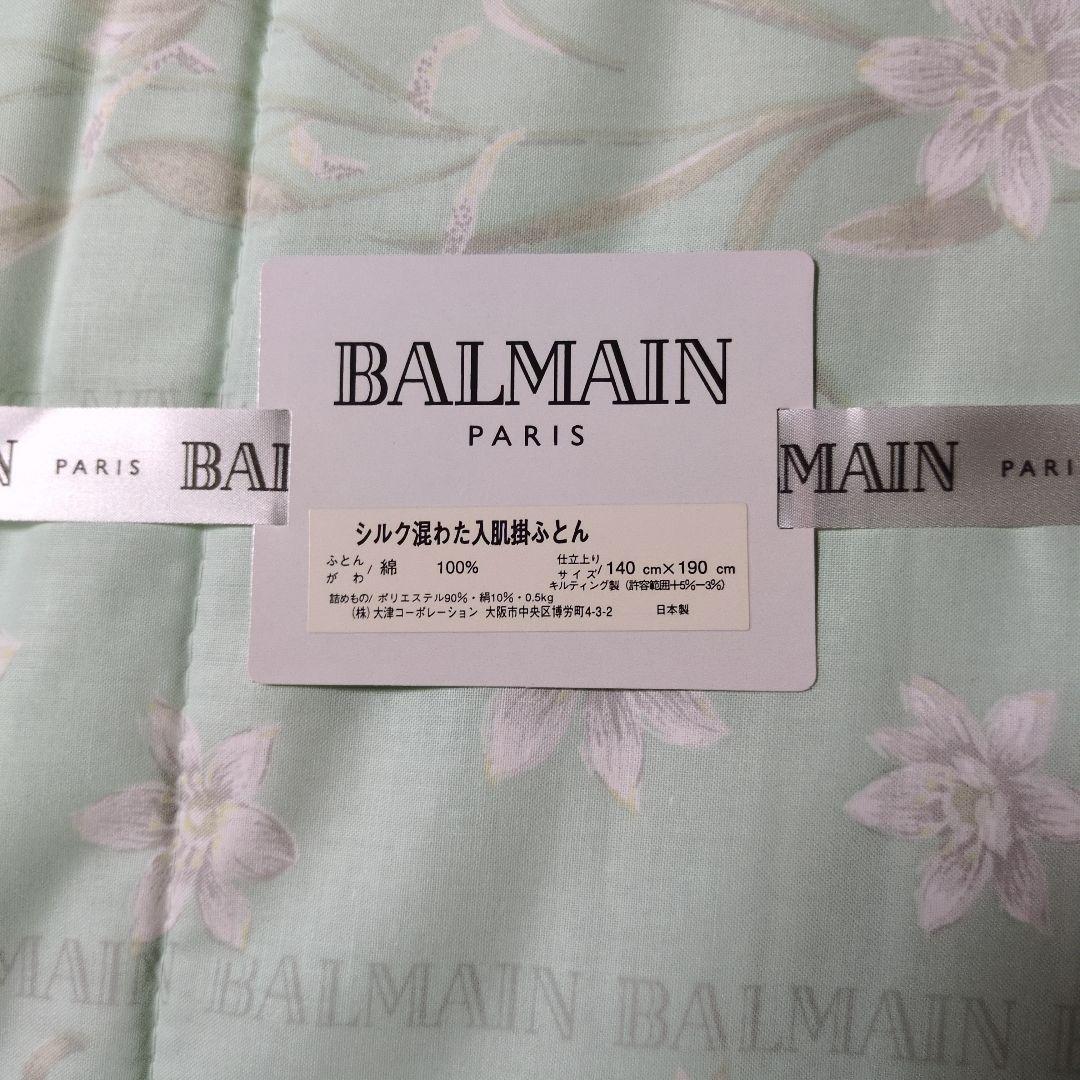 BALMAIN
PARIS
N PARIS BAL
MAIN PARI
シルク混わた入肌掛ふとん
ふとんがわ/綿 100%
仕立上りサイズ/140 cm×190 cm
キルティング製(許容範囲+5%−3%)
詰めもの/ポリエステル90%・絹10%・0.5kg
(株)大津コーポレーション 大阪市中央区博労町4-3-2 日本製
MAIN BALMAIN BALMAIN